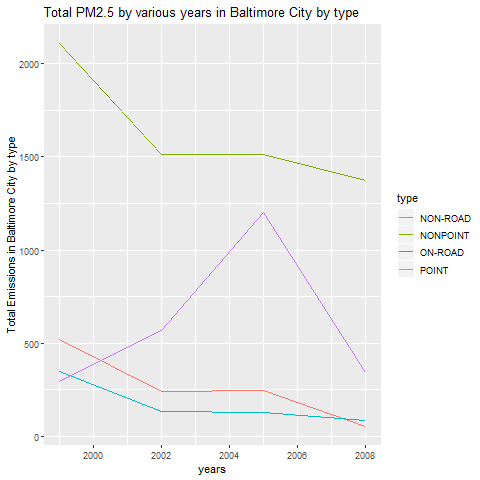 Total PM2.5 by various years in Baltimore City by type
Total Emissions in Baltimore City by type
2000
1500
1000
500
0
2000
2002
2004
2006
2008
years
type
NON-ROAD
NONPOINT
ON-ROAD
POINT